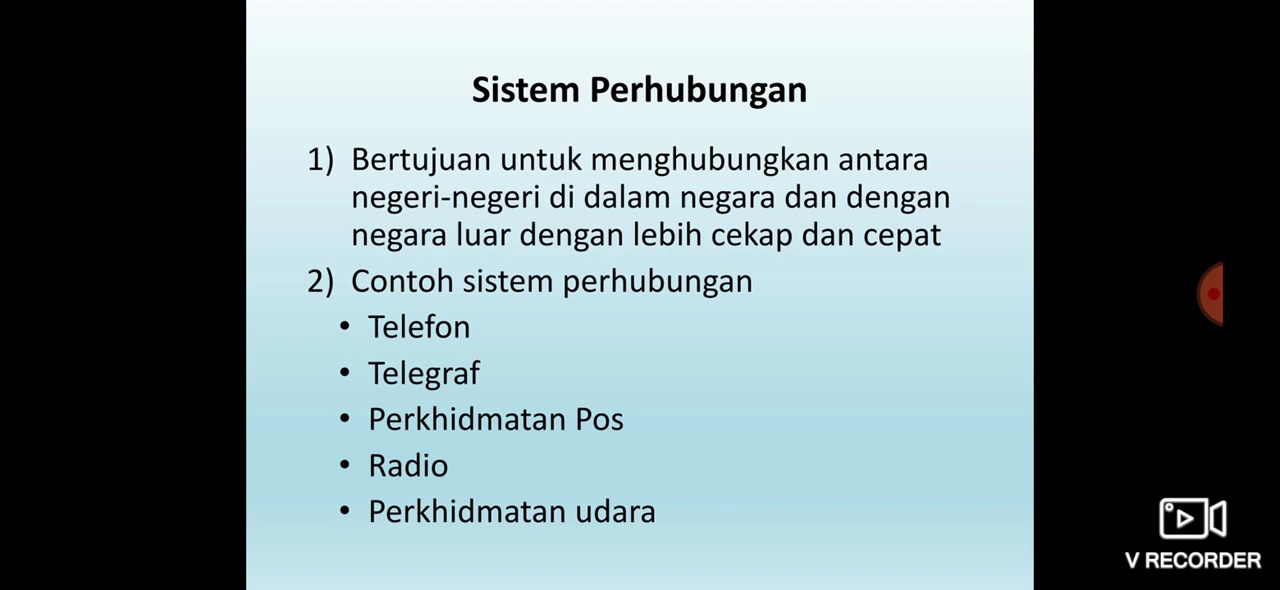 Sistem Perhubungan
1) Bertujuan untuk menghubungkan antara
negeri-negeri di dalam negara dan dengan
negara luar dengan lebih cekap dan cepat
2) Contoh sistem perhubungan
• Telefon
• Telegraf
• Perkhidmatan Pos
• Radio
• Perkhidmatan udara
V RECORDER